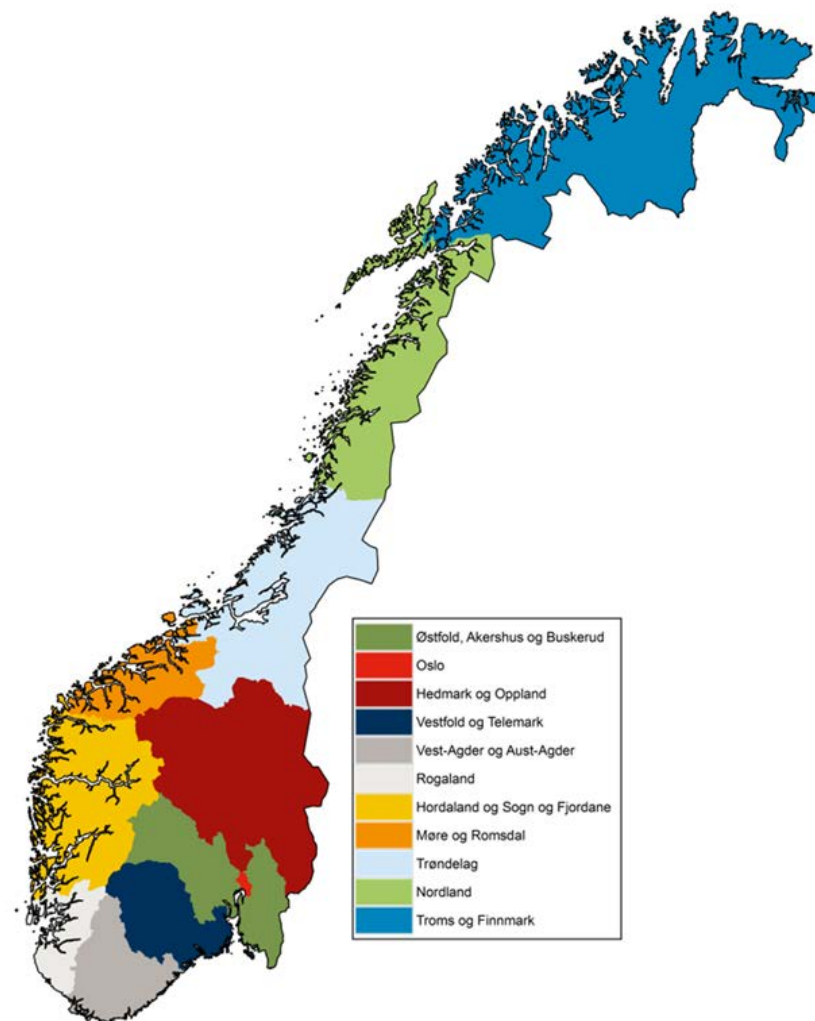 Østfold, Akershus og Buskerud
Oslo
Hedmark og Oppland
Vestfold og Telemark
Vest-Agder og Aust-Agder
Rogaland
Hordaland og Sogn og Fjordane
Møre og Romsdal
Trøndelag
Nordland
Troms og Finnmark